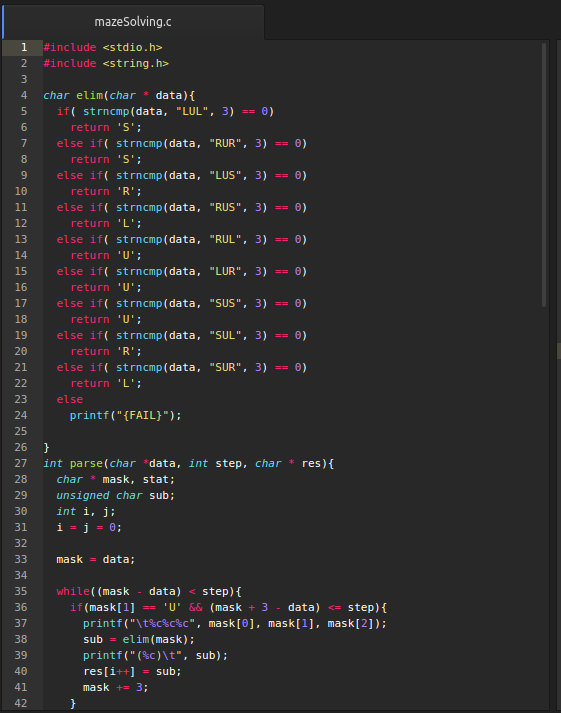 mazeSolving.c
1 #include <stdio.h>
2 #include <string.h>
3
4 char elim(char * data){
5   if( strncmp(data, "LUL", 3) == 0)
6     return 'S';
7   else if( strncmp(data, "RUR", 3) == 0)
8     return 'S';
9   else if( strncmp(data, "LUS", 3) == 0)
10     return 'R';
11   else if( strncmp(data, "RUS", 3) == 0)
12     return 'L';
13   else if( strncmp(data, "RUL", 3) == 0)
14     return 'U';
15   else if( strncmp(data, "LUR", 3) == 0)
16     return 'U';
17   else if( strncmp(data, "SUS", 3) == 0)
18     return 'U';
19   else if( strncmp(data, "SUL", 3) == 0)
20     return 'R';
21   else if( strncmp(data, "SUR", 3) == 0)
22     return 'L';
23   else
24     printf("{FAIL}");
25
26 }
27 int parse(char *data, int step, char * res){
28   char * mask, stat;
29   unsigned char sub;
30   int i, j;
31   i = j = 0;
32
33   mask = data;
34
35   while((mask - data) < step){
36     if(mask[1] == 'U' && (mask + 3 - data) <= step){
37       printf("\t%c%c%c", mask[0], mask[1], mask[2]);
38       sub = elim(mask);
39       printf("(%c)\t", sub);
40       res[i++] = sub;
41       mask += 3;
42     }